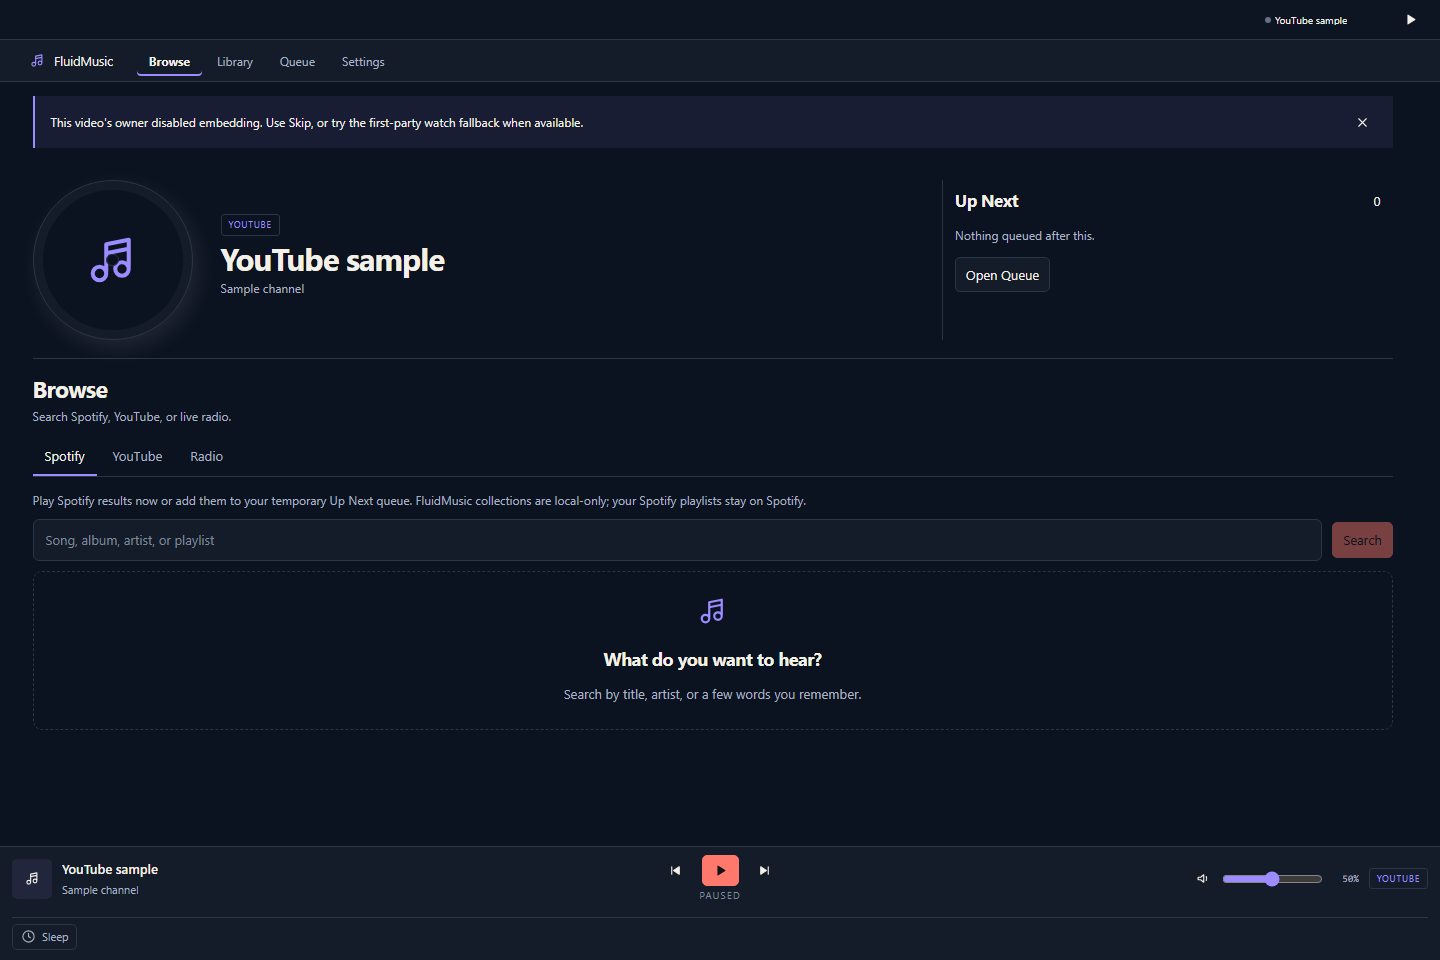 YouTube sample
FluidMusic
Browse
Library
Queue
Settings
This video's owner disabled embedding. Use Skip, or try the first-party watch fallback when available.
YOUTUBE
YouTube sample
Sample channel
Up Next
0
Nothing queued after this.
Open Queue
Browse
Search Spotify, YouTube, or live radio.
Spotify
YouTube
Radio
Play Spotify results now or add them to your temporary Up Next queue. FluidMusic collections are local-only; your Spotify playlists stay on Spotify.
Song, album, artist, or playlist
Search
What do you want to hear?
Search by title, artist, or a few words you remember.
YouTube sample
Sample channel
PAUSED
50%
YOUTUBE
Sleep